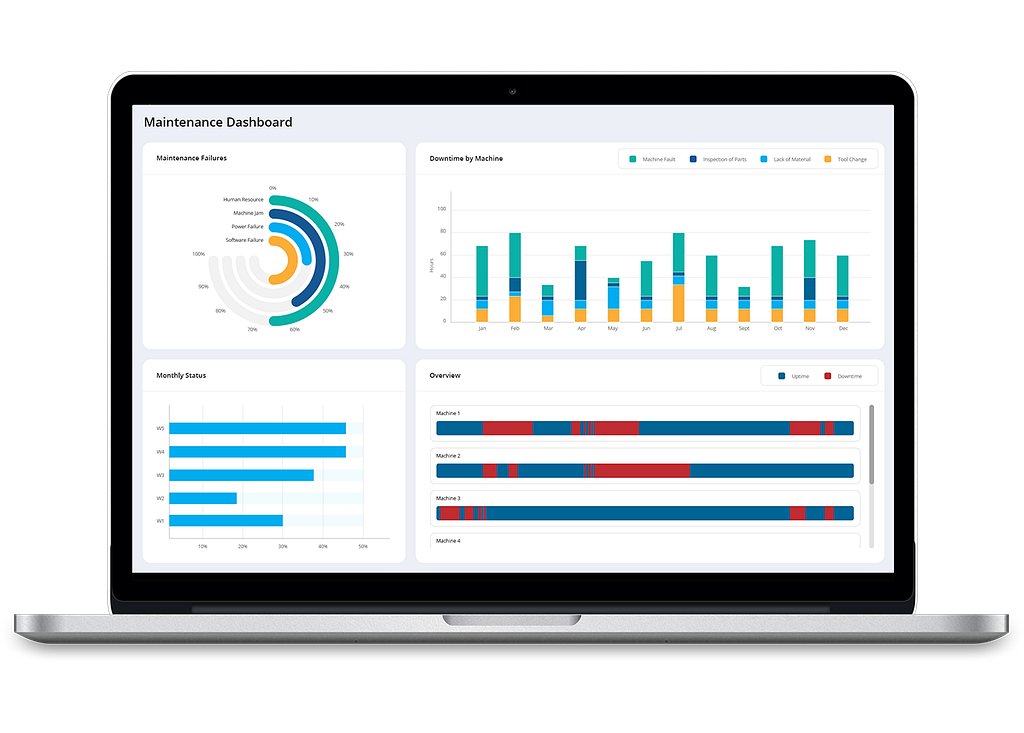 Maintenance Dashboard
Maintenance Failures
0%
Human Resource
10%
Machine Jam
Power Failure
20%
Software Failure
100%
30%
90%
40%
80%
50%
70%
60%
Downtime by Machine
Machine Fault
Inspection of Parts
Lack of Material
Tool Change
Hours
100
80
60
40
20
0
Jan Feb Mar Apr May Jun Jul Aug Sept Oct Nov Dec
Monthly Status
W5
W4
W3
W2
W1
10% 20% 30% 40% 50%
Overview
Uptime
Downtime
Machine 1
Machine 2
Machine 3
Machine 4